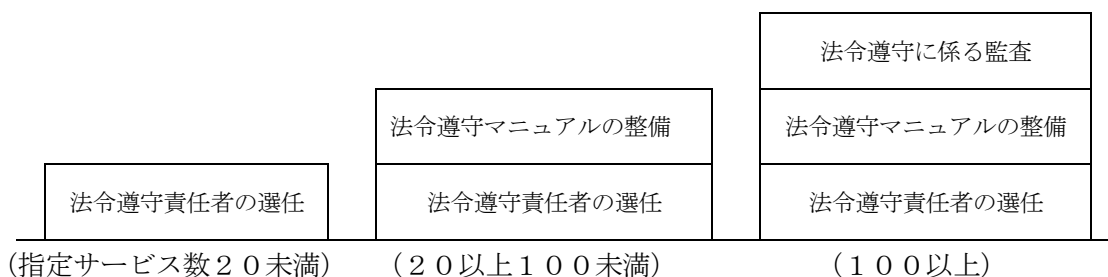 法令遵守に係る監査
法令遵守マニュアルの整備 法令遵守マニュアルの整備
法令遵守責任者の選任 法令遵守責任者の選任 法令遵守責任者の選任
(指定サービス数20未満) (20以上100未満) (100以上)